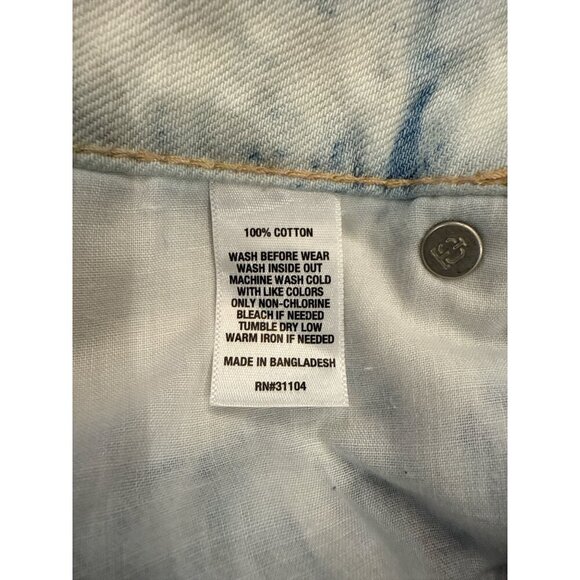 100% COTTON
WASH BEFORE WEAR
WASH INSIDE OUT
MACHINE WASH COLD
WITH LIKE COLORS
ONLY NON-CHLORINE
BLEACH IF NEEDED
TUMBLE DRY LOW
WARM IRON IF NEEDED
MADE IN BANGLADESH
RN#31104